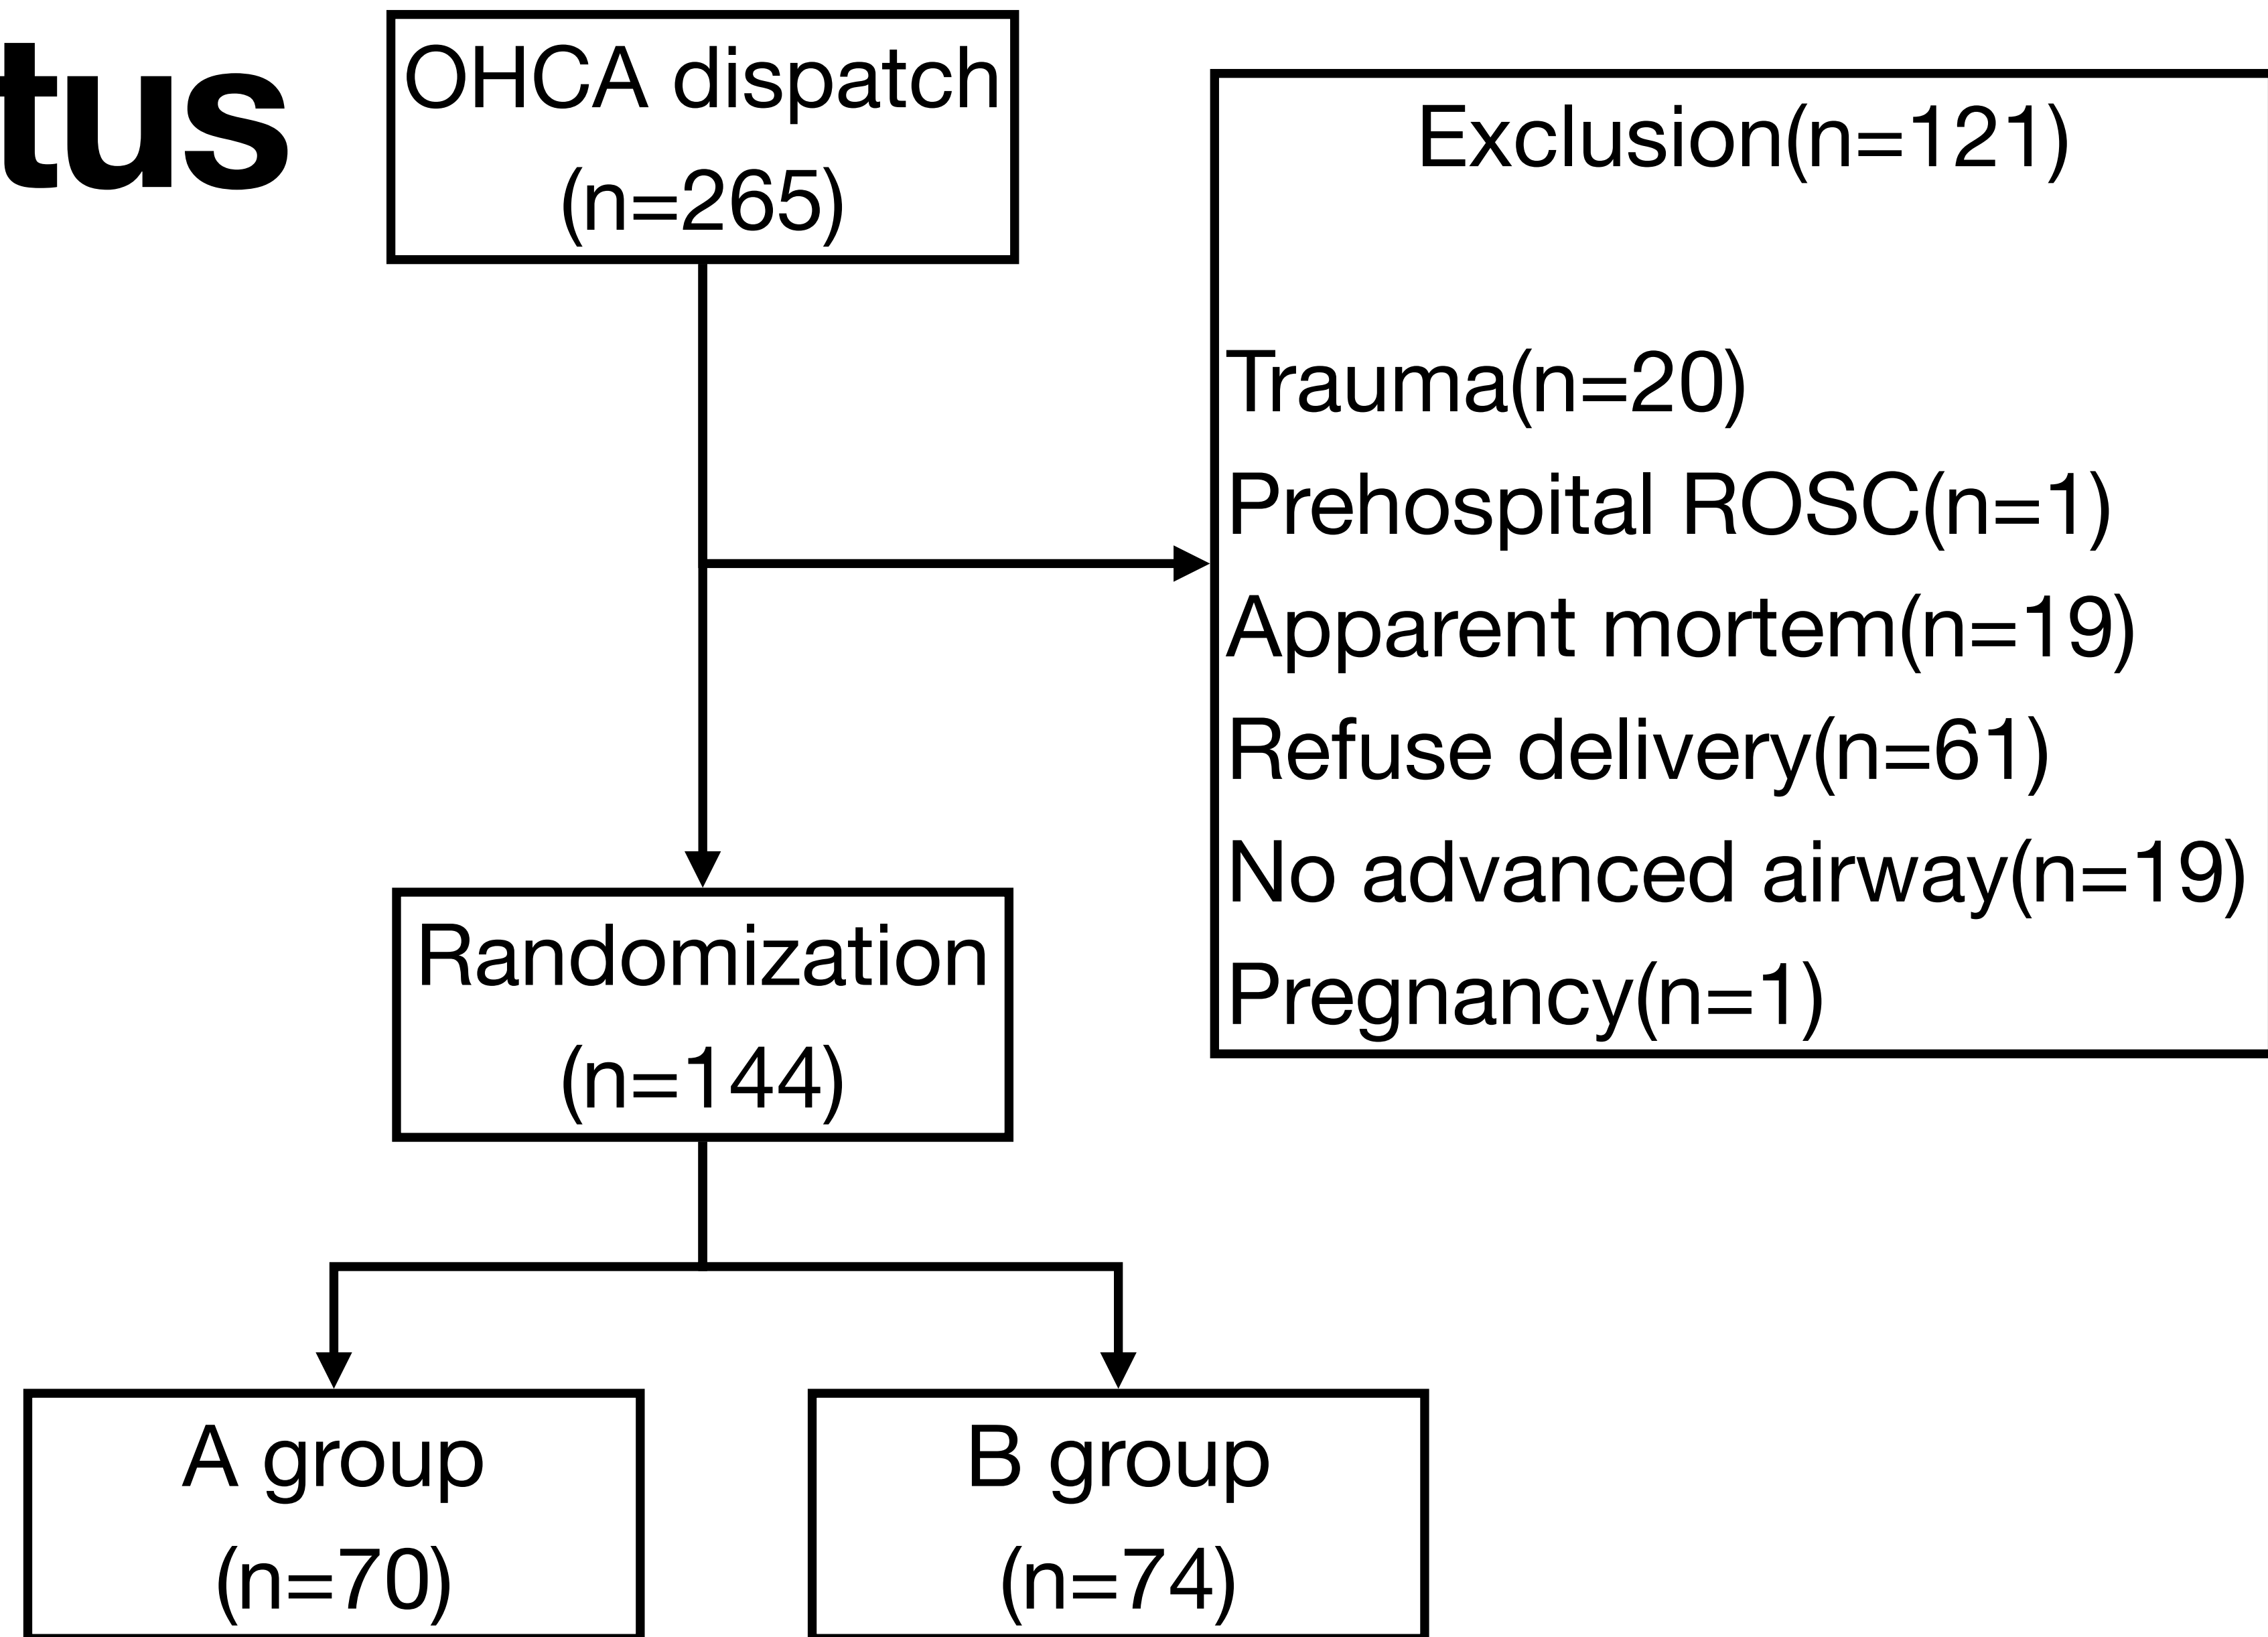 tus
OHCA dispatch
(n=265)
Exclusion(n=121)
Trauma(n=20)
Prehospital ROSC(n=1)
Apparent mortem(n=19)
Refuse delivery(n=61)
No advanced airway(n=19)
Pregnancy(n=1)
Randomization
(n=144)
A group
(n=70)
B group
(n=74)